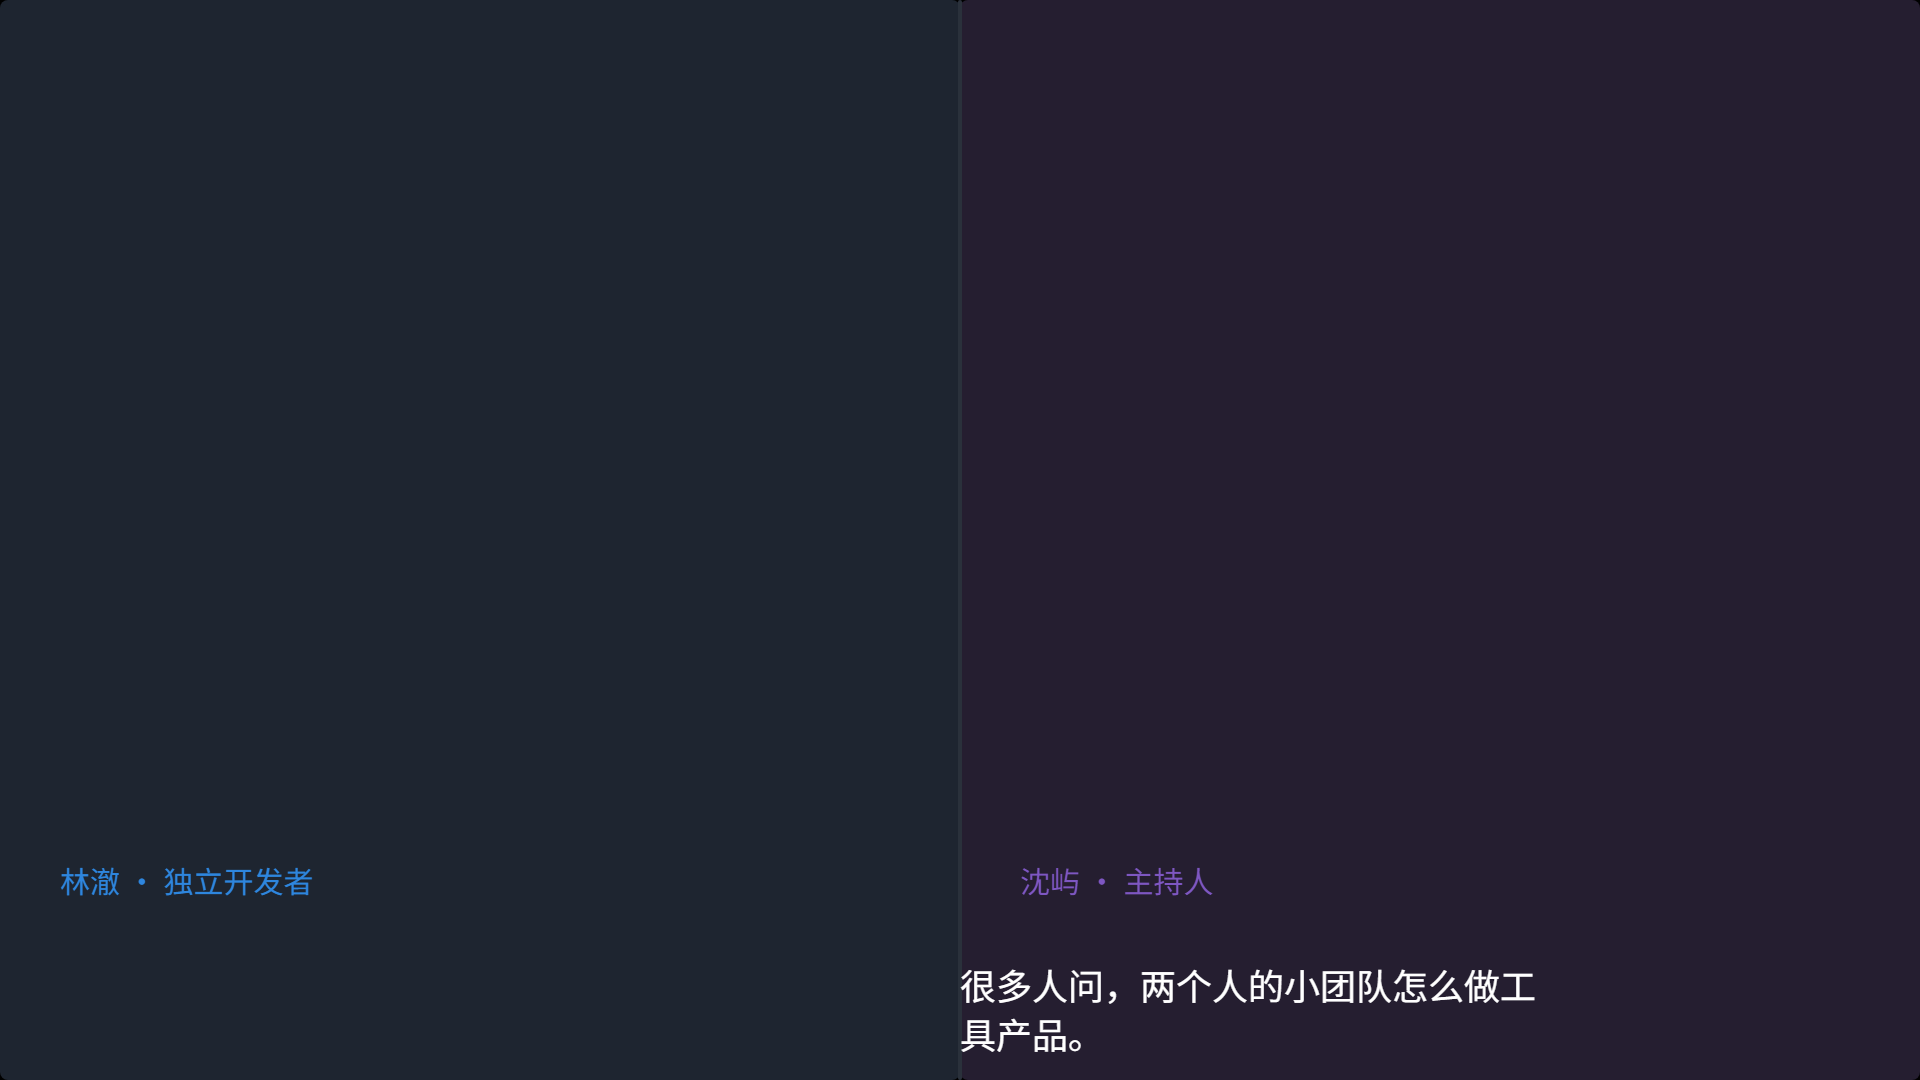 林澈 · 独立开发者
沈屿 · 主持人
很多人问，两个人的小团队怎么做工
具产品。